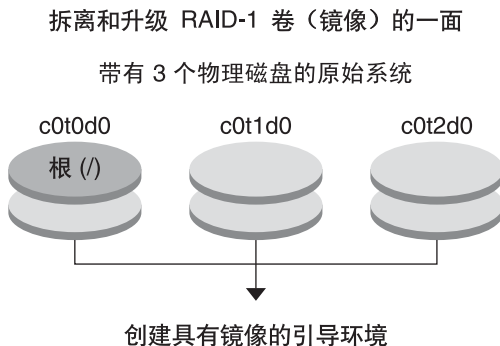 拆离和升级 RAID-1 卷（镜像）的一面
带有 3 个物理磁盘的原始系统
c0t0d0 c0t1d0 c0t2d0
根 (/)
创建具有镜像的引导环境